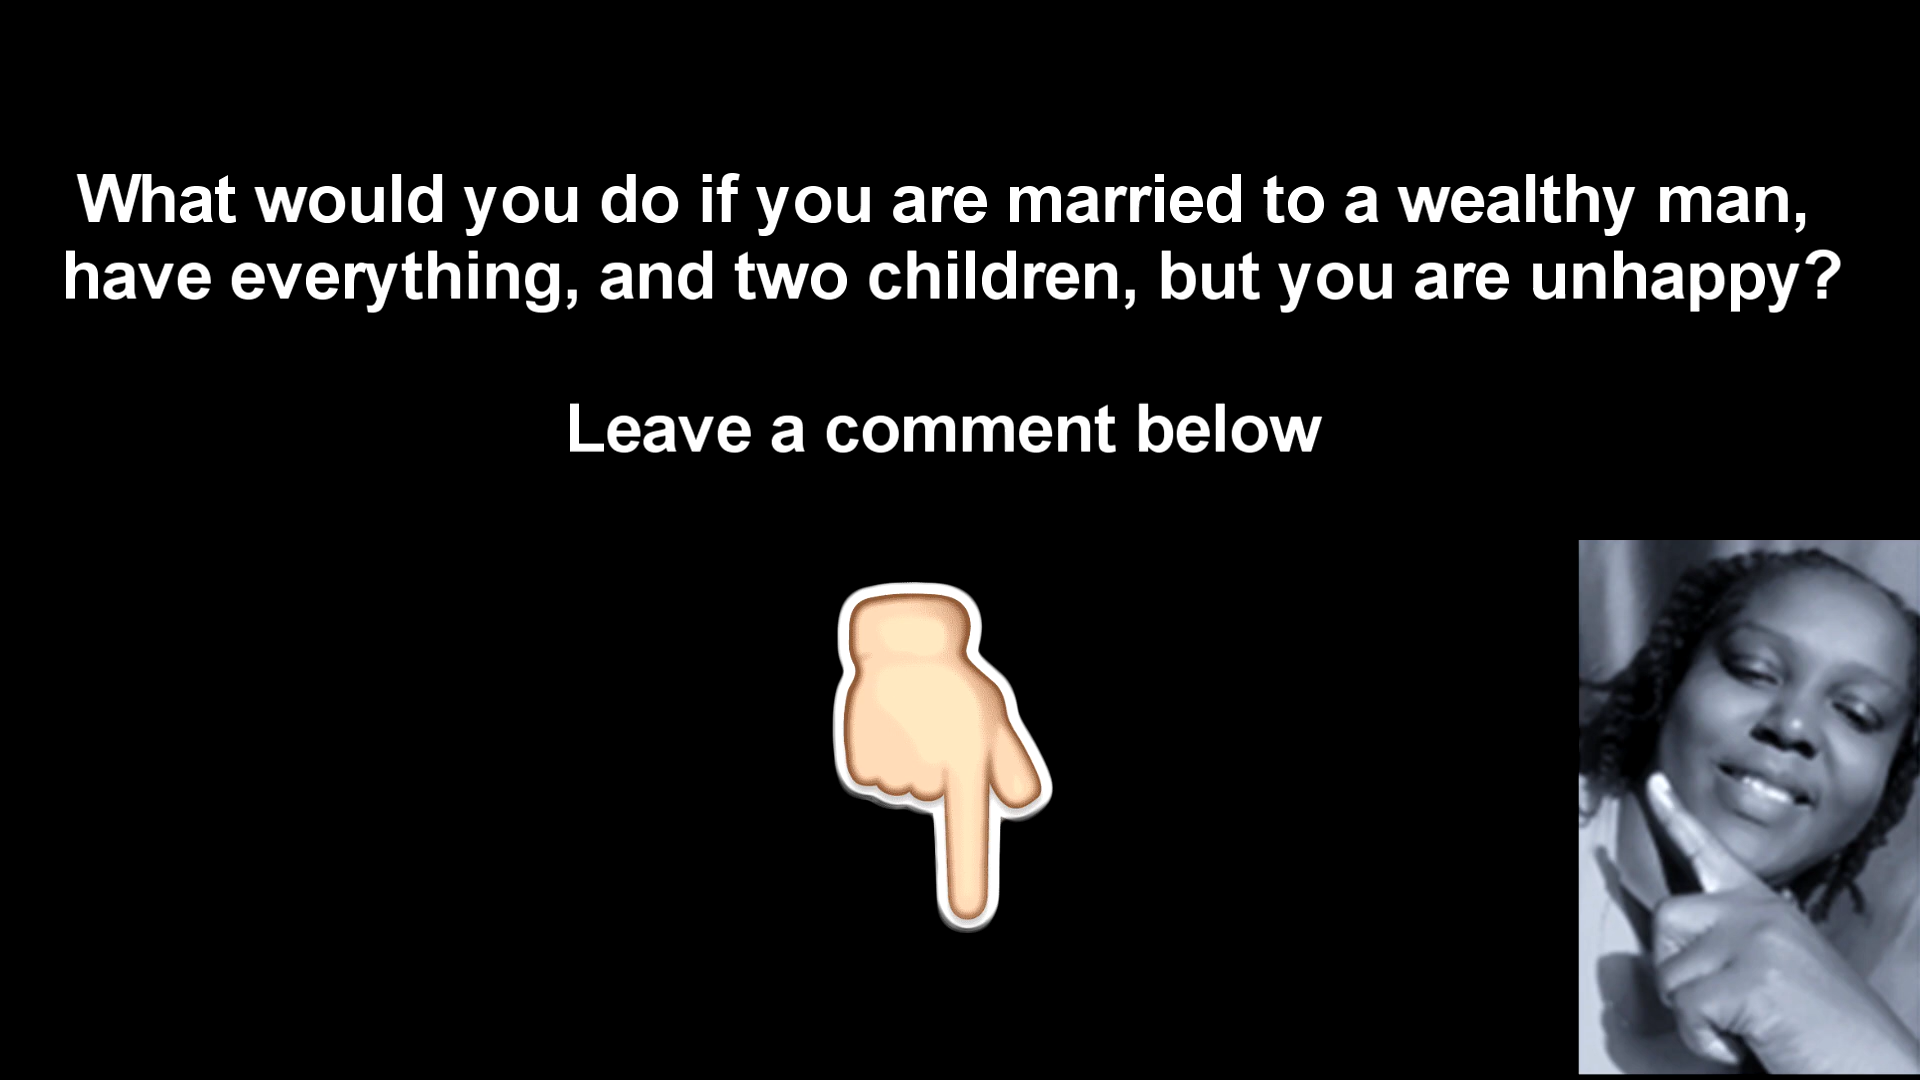 What would you do if you are married to a wealthy man,
have everything, and two children, but you are unhappy?
Leave a comment below